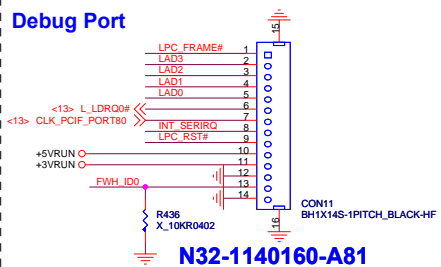 Debug Port
15
LPC_FRAME# 1
LAD3 2
LAD2 3
LAD1 4
LAD0 5
<13> L_LDRQ0# 6
<13> CLK_PCIF_PORT80 7
INT_SERIRQ 8
LPC_RST# 9
+5VRUN 10
+3VRUN 11
12
FWH_ID0 13
14
CON11
BH1X14S-1PITCH_BLACK-HF
R436
X_10KR0402
16
N32-1140160-A81